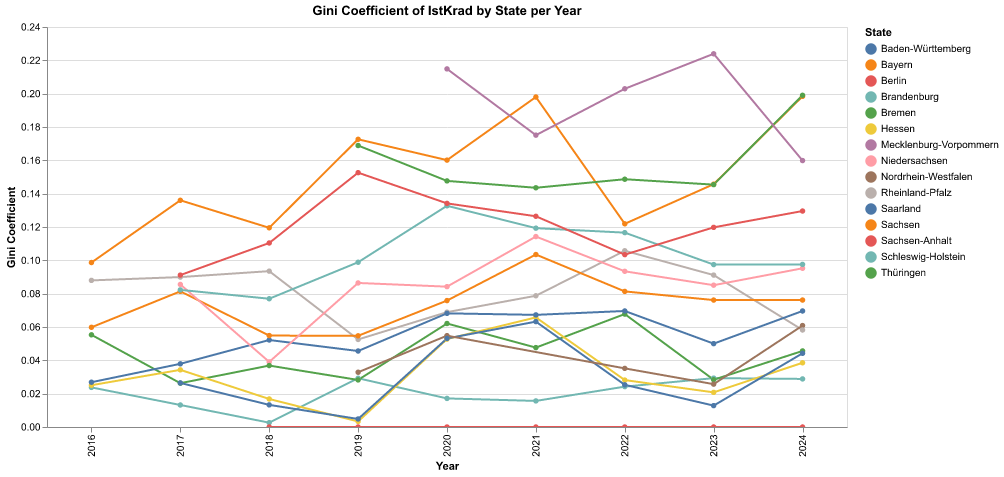 Gini Coefficient of IstKrad by State per Year
0.24
0.22
0.20
0.18
0.16
0.14
0.12
0.10
0.08
0.06
0.04
0.02
0.00
Gini Coefficient
2016
2017
2018
2019
2020
2021
2022
2023
2024
Year
State
Baden-Württemberg
Bayern
Berlin
Brandenburg
Bremen
Hessen
Mecklenburg-Vorpommern
Niedersachsen
Nordrhein-Westfalen
Rheinland-Pfalz
Saarland
Sachsen
Sachsen-Anhalt
Schleswig-Holstein
Thüringen